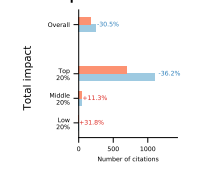 Total impact
Overall
-30.5%
Top
20%
-36.2%
Middle
20%
+11.3%
Low
20%
+31.8%
0
500
1000
Number of citations